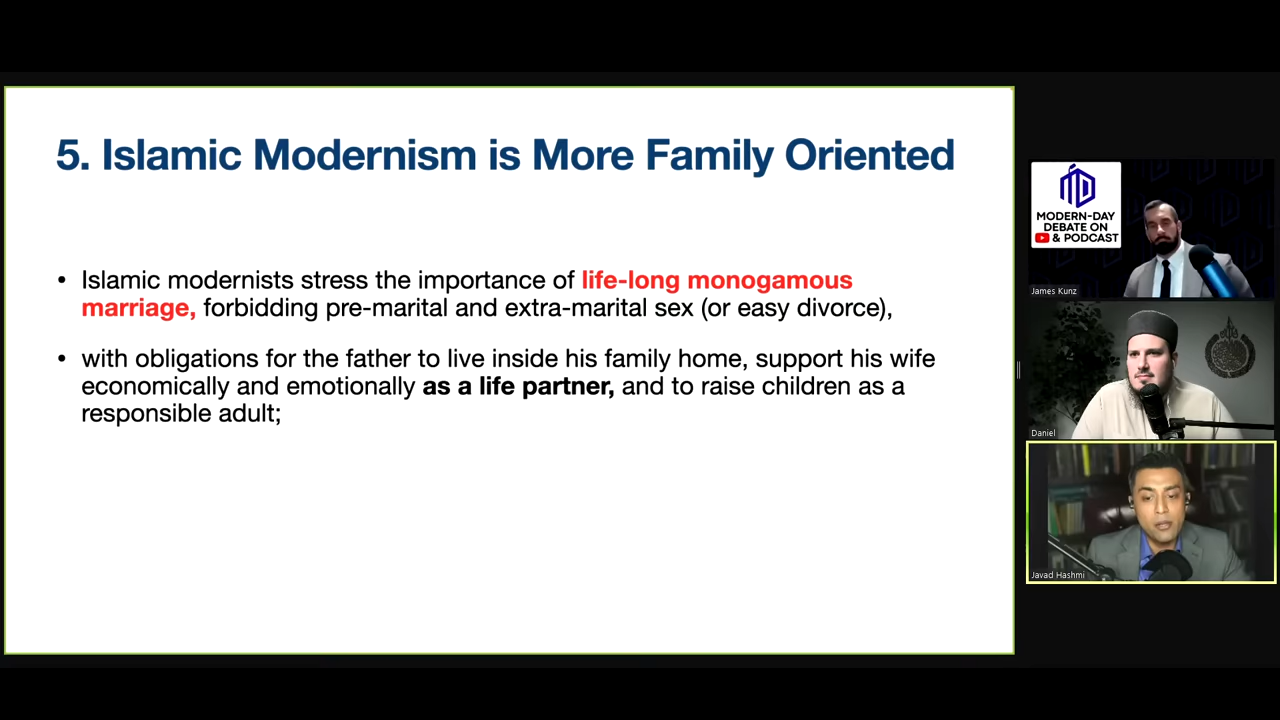 5. Islamic Modernism is More Family Oriented
• Islamic modernists stress the importance of life-long monogamous
marriage, forbidding pre-marital and extra-marital sex (or easy divorce),
• with obligations for the father to live inside his family home, support his wife
economically and emotionally as a life partner, and to raise children as a
responsible adult;
MODERN-DAY
DEBATE ON
& PODCAST
James Kunz
Daniel
Javad Hashmi